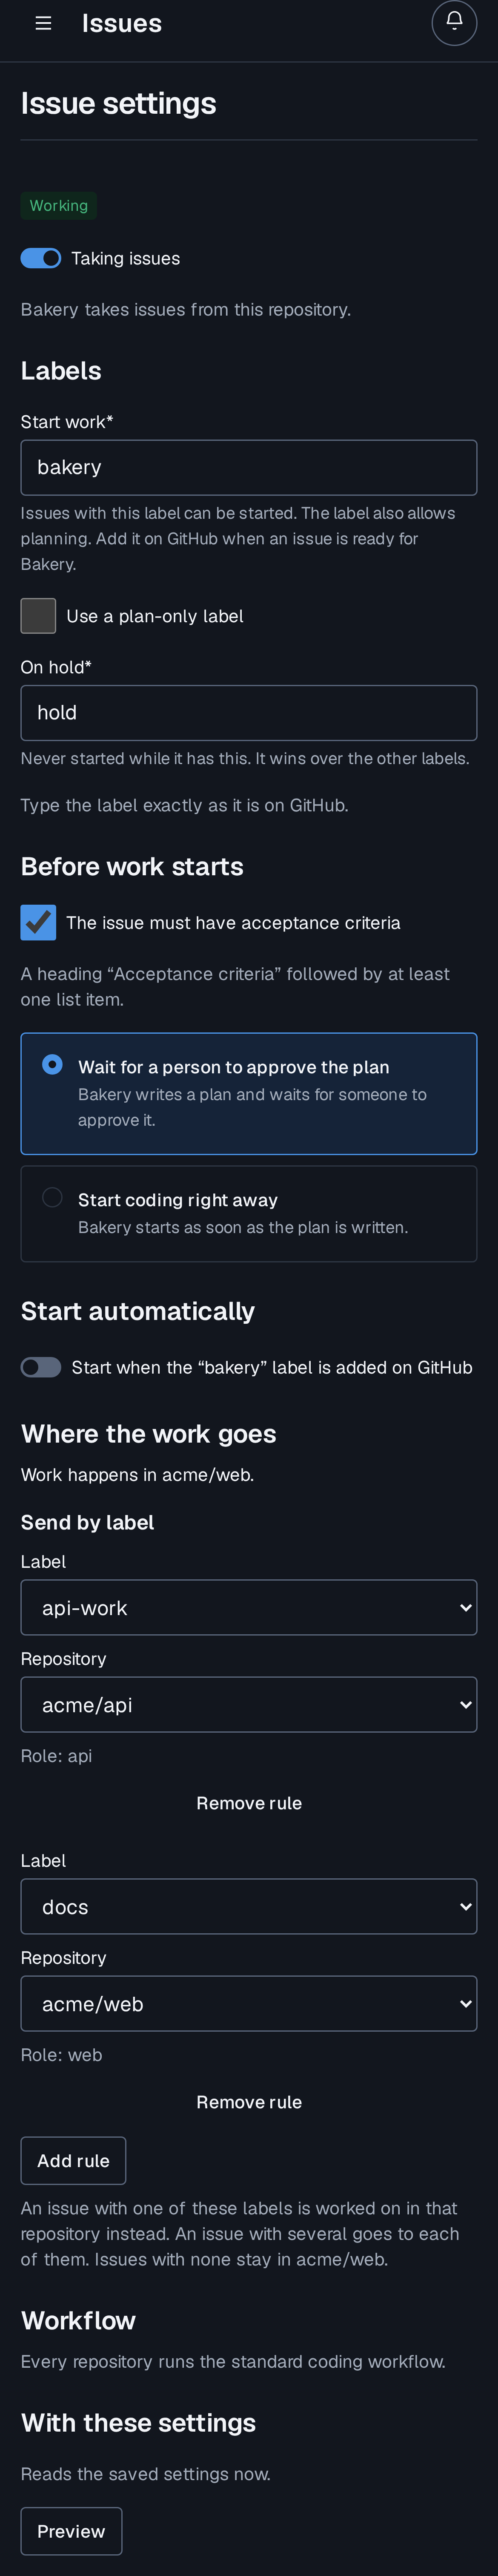 Issues
Issue settings
Working
Taking issues
Bakery takes issues from this repository.
Labels
Start work*
bakery
Issues with this label can be started. The label also allows
planning. Add it on GitHub when an issue is ready for
Bakery.
Use a plan-only label
On hold*
hold
Never started while it has this. It wins over the other labels.
Type the label exactly as it is on GitHub.
Before work starts
The issue must have acceptance criteria
A heading “Acceptance criteria” followed by at least
one list item.
Wait for a person to approve the plan
Bakery writes a plan and waits for someone to
approve it.
Start coding right away
Bakery starts as soon as the plan is written.
Start automatically
Start when the “bakery” label is added on GitHub
Where the work goes
Work happens in acme/web.
Send by label
Label
api-work
Repository
acme/api
Role: api
Remove rule
Label
docs
Repository
acme/web
Role: web
Remove rule
Add rule
An issue with one of these labels is worked on in that
repository instead. An issue with several goes to each
of them. Issues with none stay in acme/web.
Workflow
Every repository runs the standard coding workflow.
With these settings
Reads the saved settings now.
Preview